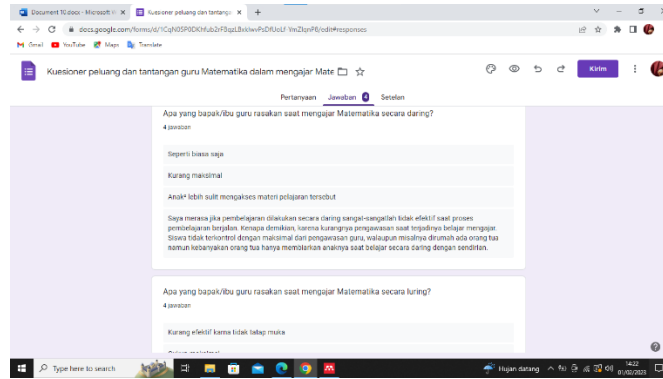 Document 10.docx - Microsoft W
Kuesioner peluang dan tantangan
docs.google.com/forms/
/edit#responses
Gmail YouTube Maps Translate
Kuesioner peluang dan tantangan guru Matematika dalam mengajar Mate
Kirim
Pertanyaan Jawaban 4 Setelan
Apa yang bapak/ibu guru rasakan saat mengajar Matematika secara daring?
4 jawaban
Seperti biasa saja
Kurang maksimal
Anak² lebih sulit mengakses materi pelajaran tersebut
Saya merasa jika pembelajaran dilakukan secara daring sangat-sangatlah tidak efektif saat proses
pembelajaran berjalan. Kenapa demikian, karena kurangnya pengawasan saat terjadinya belajar mengajar.
Siswa tidak terkontrol dengan maksimal dari pengawasan guru, walaupun misalnya dirumah ada orang tua
namun kebanyakan orang tua hanya membiarkan anaknya saat belajar secara daring dengan sendirian.
Apa yang bapak/ibu guru rasakan saat mengajar Matematika secara luring?
4 jawaban
Kurang efektif karna tidak tatap muka
Type here to search
Hujan datang
14:22
01/02/2023